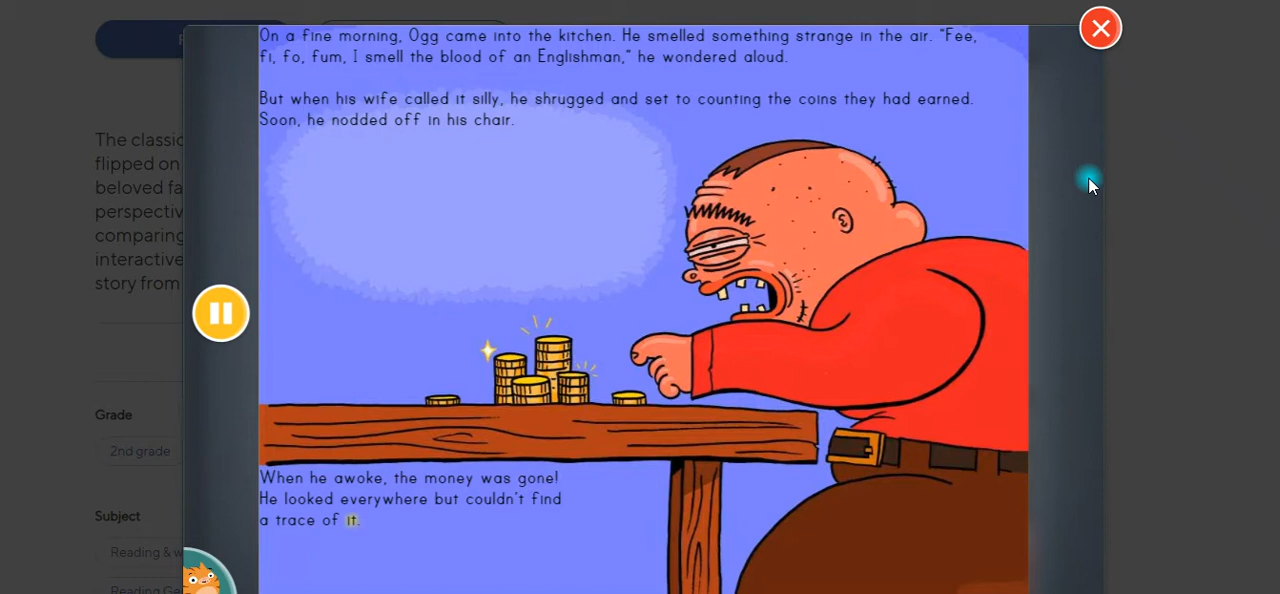 On a fine morning, Ogg came into the kitchen. He smelled something strange in the air. "Fee,
fi, fo, fum, I smell the blood of an Englishman," he wondered aloud.
But when his wife called it silly, he shrugged and set to counting the coins they had earned.
Soon, he nodded off in his chair.
The classic
flipped on
beloved
perspectiv
comparing
interactive
story from
Grade
2nd grade
When he awoke, the money was gone!
He looked everywhere but couldn't find
a trace of it.
Subject
Reading &
Reading